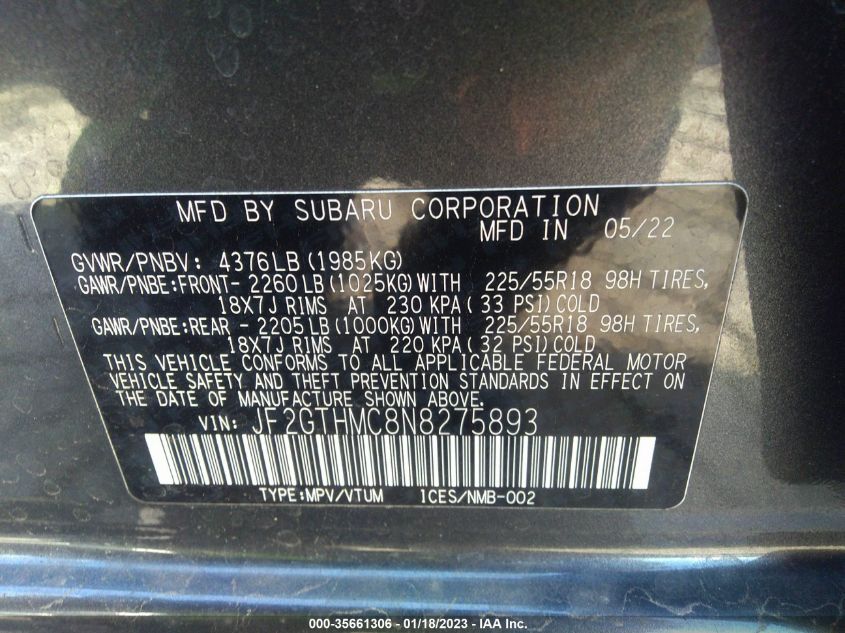 MFD BY SUBARU CORPORATION
MFD IN 05/22
GVWR/PNBV: 4376LB (1985KG)
GAWR/PNBE:FRONT- 2260 LB (1025KG) WITH 225/55R18 98H TIRES,
18X7J RIMS AT 230 KPA ( 33 PSI) COLD
GAWR/PNBE:REAR - 2205 LB (1000KG) WITH 225/55R18 98H TIRES,
18X7J RIMS AT 220 KPA ( 32 PSI) COLD
THIS VEHICLE CONFORMS TO ALL APPLICABLE FEDERAL MOTOR
VEHICLE SAFETY AND THEFT PREVENTION STANDARDS IN EFFECT ON
THE DATE OF MANUFACTURE SHOWN ABOVE.
VIN: JF2GTHMC8N8275893
TYPE:MPV/VTUM ICES/NMB-002
000-35661306 - 01/18/2023 - IAA Inc.